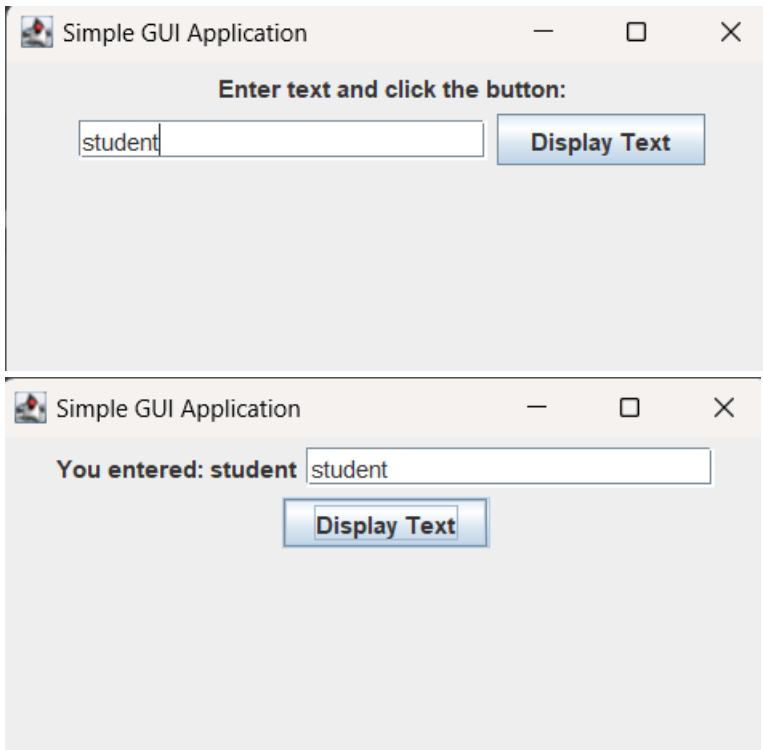 Simple GUI Application
Enter text and click the button:
student Display Text
Simple GUI Application
You entered: student student
Display Text